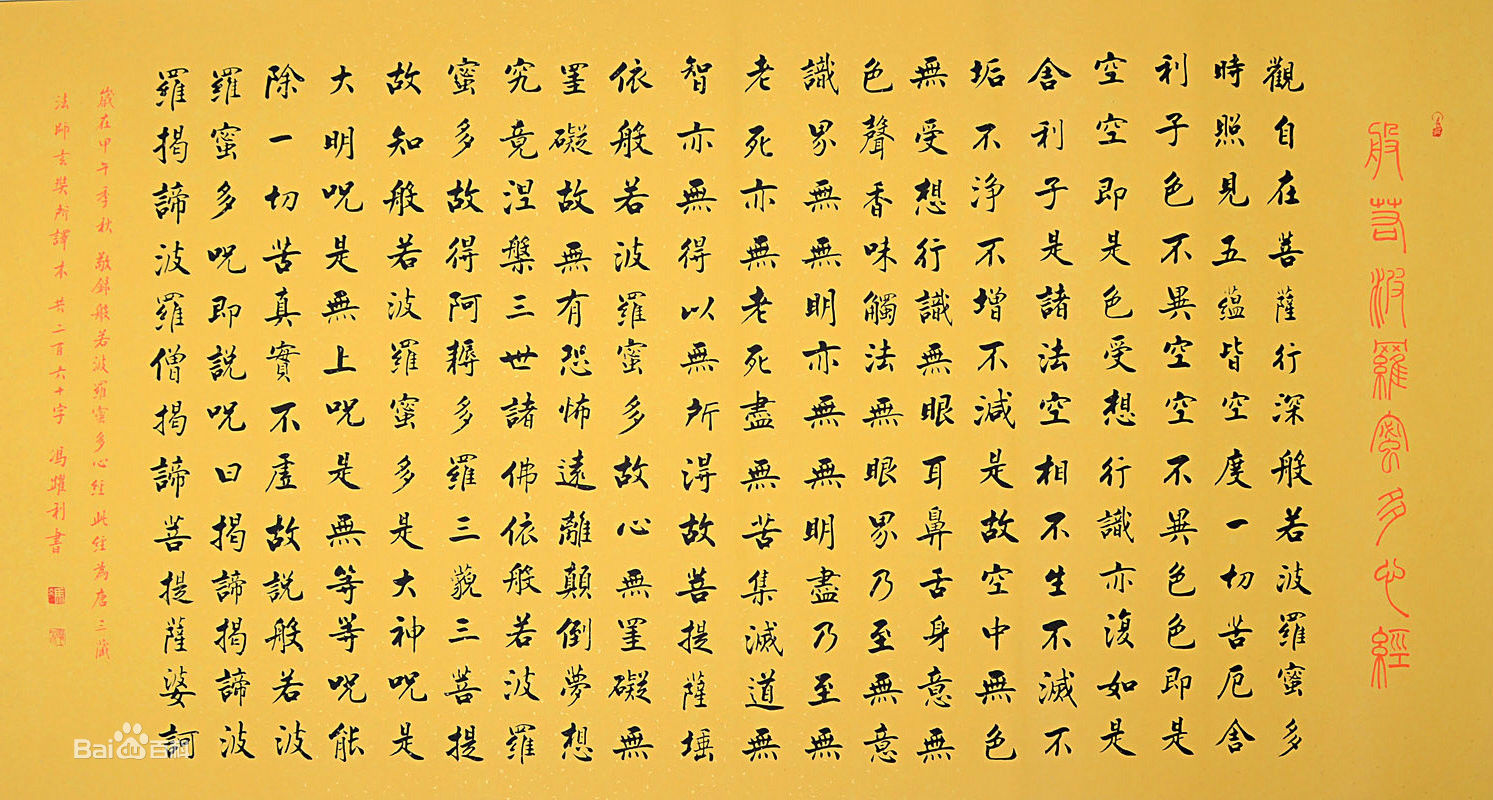 般若波羅蜜多心經
觀自在菩薩行深般若波羅蜜多
時照見五蘊皆空度一切苦厄舍
利子色不異空空不異色色即是
空空即是色受想行識亦復如是
舍利子是諸法空相不生不滅不
垢不浄不增不減是故空中無色
無受想行識無眼耳鼻舌身意無
色聲香味觸法無眼界乃至無意
識界無無明亦無無明盡乃至無
老死亦無老死盡無苦集滅道無
智亦無得以無所得故菩提薩埵
依般若波羅蜜多故心無罣礙無
罣礙故無有恐怖遠離顛倒夢想
究竟涅槃三世諸佛依般若波羅
蜜多故得阿耨多羅三藐三菩提
故知般若波羅蜜多是大神呪是
大明呪是無上呪是無等等呪能
除一切苦真實不虛故説般若波
羅蜜多呪即説呪曰揭諦揭諦波
羅揭諦波羅僧揭諦菩提薩婆訶
歲在甲午季秋 敬錄般若波羅蜜多心經 此經為唐三藏
法師玄奘所譯本 共二百六十字 馮躍利書
Bai百科